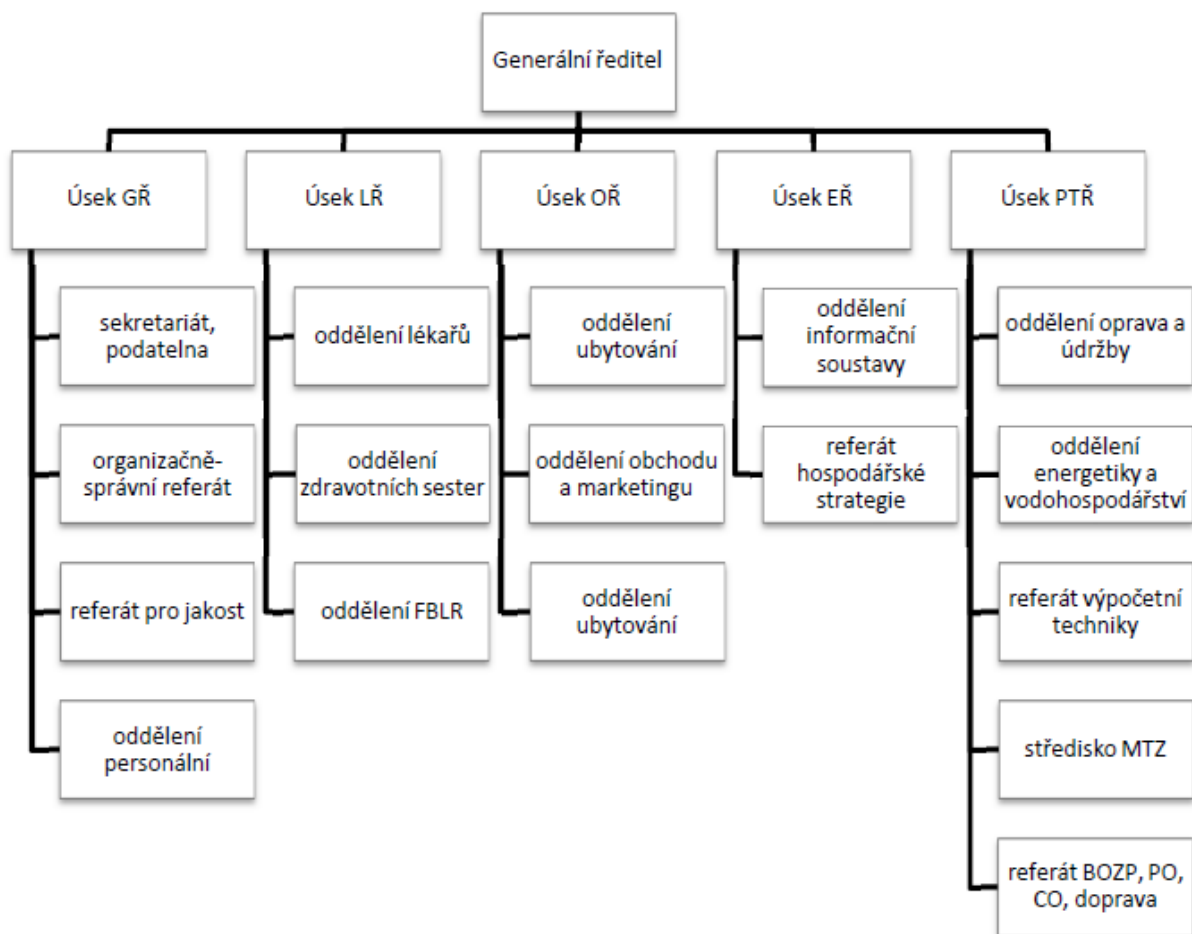 Generální ředitel
Úsek GŘ
Úsek LŘ
Úsek OŘ
Úsek EŘ
Úsek PTŘ
sekretariát,
podatelna
organizačně-
správní referát
referát pro jakost
oddělení
personální
oddělení lékařů
oddělení
zdravotních sester
oddělení FBLR
oddělení
ubytování
oddělení obchodu
a marketingu
oddělení
ubytování
oddělení
informační
soustavy
referát
hospodářské
strategie
oddělení oprava a
údržby
oddělení
energetiky a
vodohospodářství
referát výpočetní
techniky
středisko MTZ
referát BOZP, PO,
CO, doprava